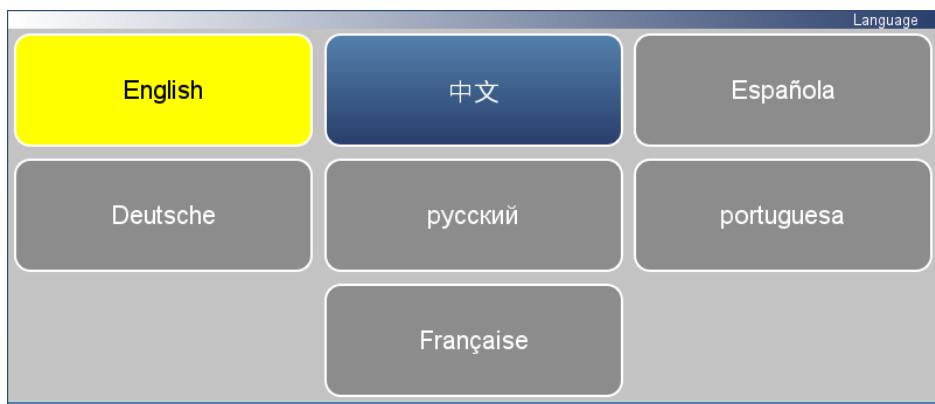 Language
English
中文
Española
Deutsche
русский
portuguesa
Française